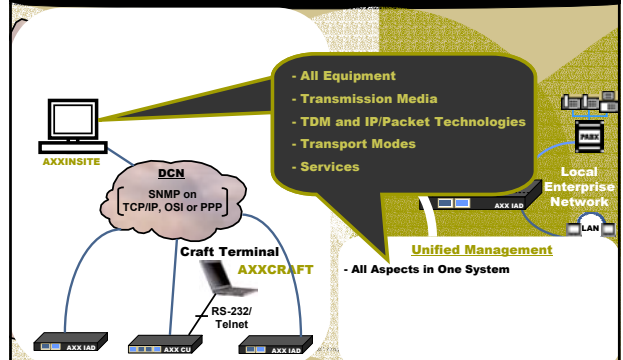 - All Equipment
- Transmission Media
- TDM and IP/Packet Technologies
- Transport Modes
- Services
AXXINSITE
DCN
SNMP on
TCP/IP, OSI or PPP
Craft Terminal
AXXCRAFT
RS-232/
Telnet
AXX IAD
AXX CU
AXX IAD
PABX
Local
Enterprise
Network
AXX IAD
LAN
Unified Management
- All Aspects in One System